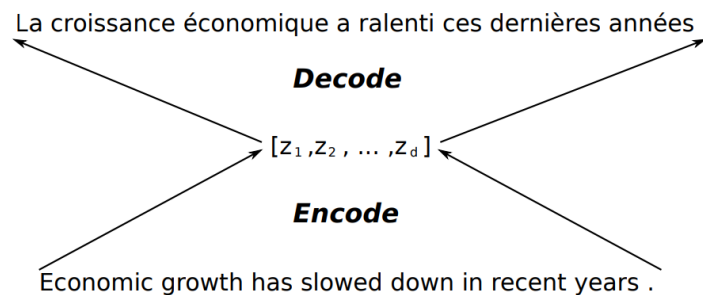 La croissance économique a ralenti ces dernières années
Decode
[z₁ ,z₂ , ... ,z_d ]
Encode
Economic growth has slowed down in recent years .